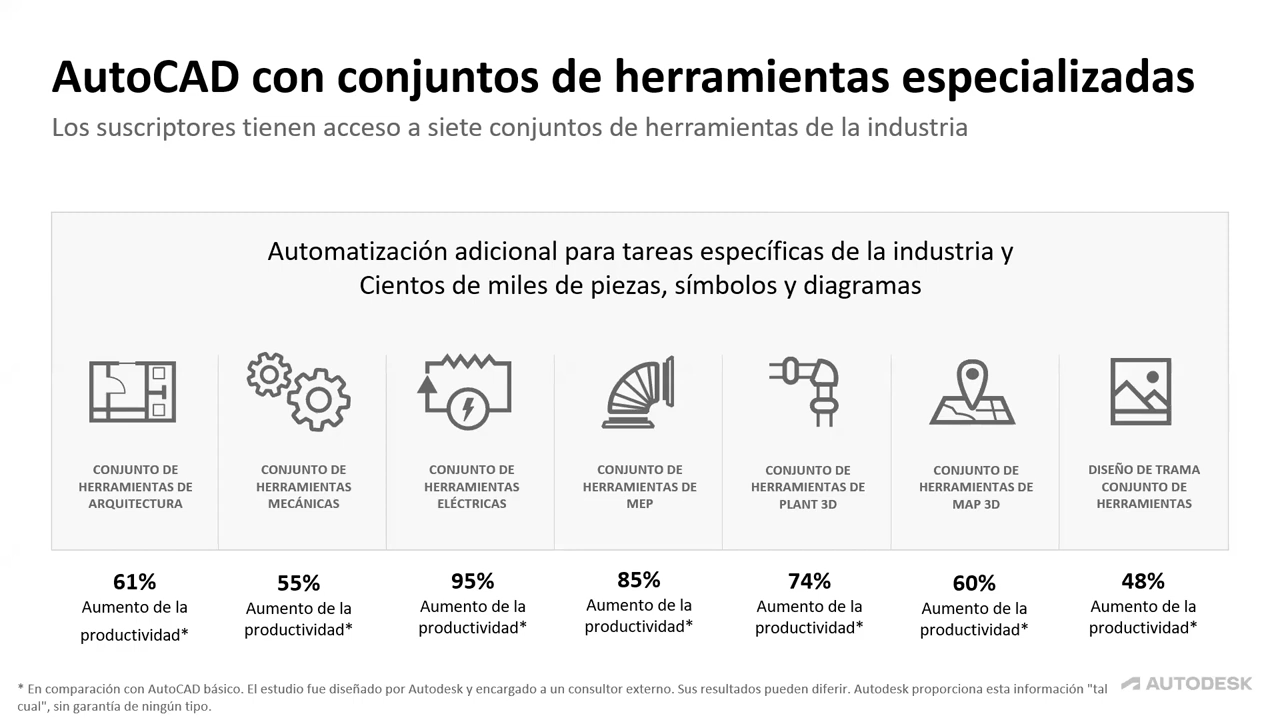 AutoCAD con conjuntos de herramientas especializadas
Los suscriptores tienen acceso a siete conjuntos de herramientas de la industria
Automatización adicional para tareas específicas de la industria y
Cientos de miles de piezas, símbolos y diagramas
CONJUNTO DE
HERRAMIENTAS DE
ARQUITECTURA
CONJUNTO DE
HERRAMIENTAS
MECÁNICAS
CONJUNTO DE
HERRAMIENTAS
ELÉCTRICAS
CONJUNTO DE
HERRAMIENTAS DE
MEP
CONJUNTO DE
HERRAMIENTAS DE
PLANT 3D
CONJUNTO DE
HERRAMIENTAS DE
MAP 3D
DISEÑO DE TRAMA
CONJUNTO DE
HERRAMIENTAS
61%
Aumento de la
productividad*
55%
Aumento de la
productividad*
95%
Aumento de la
productividad*
85%
Aumento de la
productividad*
74%
Aumento de la
productividad*
60%
Aumento de la
productividad*
48%
Aumento de la
productividad*
* En comparación con AutoCAD básico. El estudio fue diseñado por Autodesk y encargado a un consultor externo. Sus resultados pueden diferir. Autodesk proporciona esta información "tal
cual", sin garantía de ningún tipo.
AUTODESK